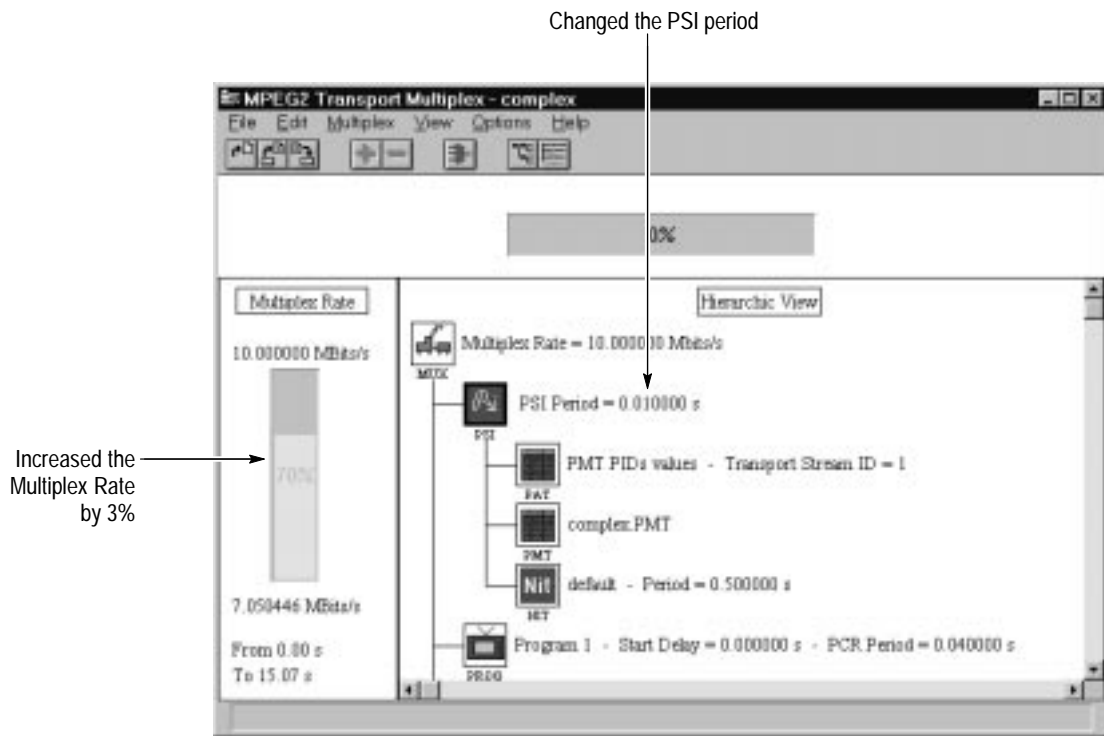 Changed the PSI period
MPEG2 Transport Multiplex - complex
File Edit Multiplex View Options Help
0%
Multiplex Rate
Hierarchic View
10.000000 MBits/s
MUX
Multiplex Rate = 10.000000 Mbits/s
PSI
PSI Period = 0.010000 s
Increased the
Multiplex Rate
by 3%
70%
PAT
PMT PIDs values - Transport Stream ID = 1
PMT
complex.PMT
Nit
NIT
default - Period = 0.500000 s
7.050446 MBits/s
From 0.00 s
To 15.07 s
PROG
Program 1 - Start Delay = 0.000000 s - PCR Period = 0.040000 s